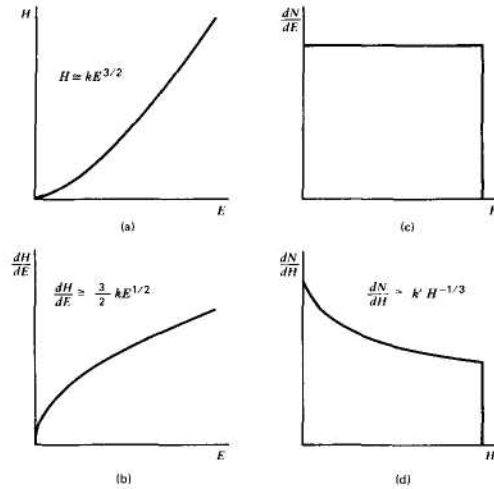 H
H ≅ kE^{3/2}
E
(a)
dN
dE
E
(c)
dH
dE
dH/dE ≅ 3/2 kE^{1/2}
E
(b)
dN
dH
dN/dH ≅ k' H^{-1/3}
H
(d)